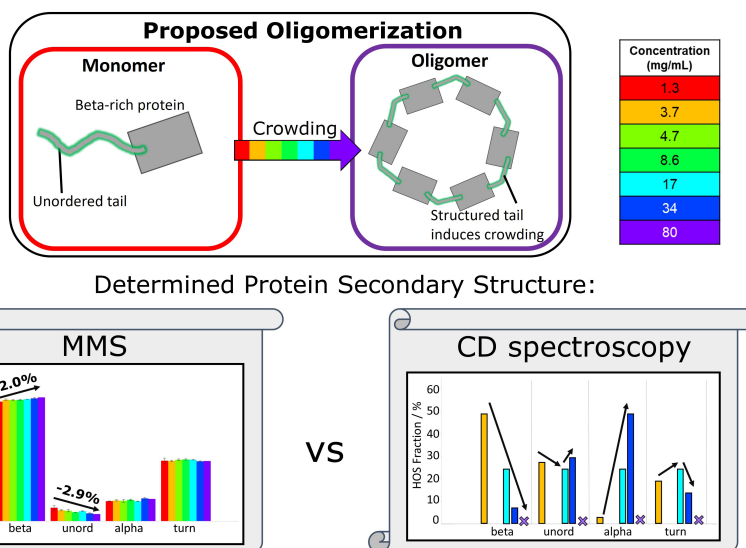 Proposed Oligomerization
Monomer
Beta-rich protein
Unordered tail
Crowding
Oligomer
Structured tail
induces crowding
Concentration
(mg/mL)
1.3
3.7
4.7
8.6
17
34
80
Determined Protein Secondary Structure:
MMS
2.0%
-2.9%
beta unord alpha turn
vs
CD spectroscopy
HOS Fraction / %
60
50
40
30
20
10
0
beta unord alpha turn